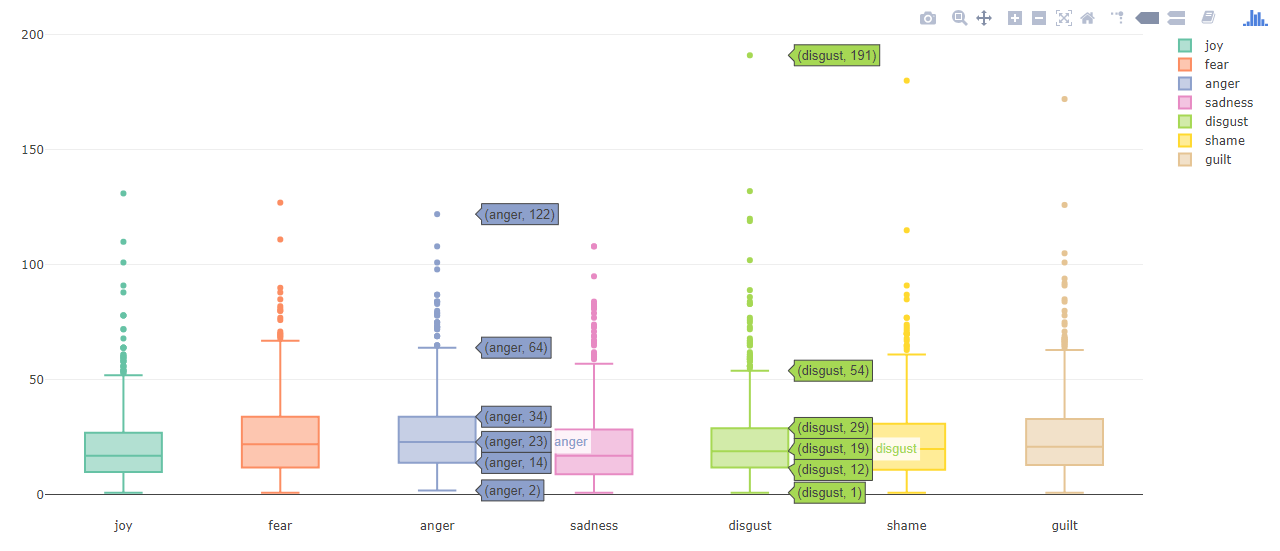 200
150
100
50
0
(anger, 122)
(anger, 64)
(anger, 34)
(anger, 23)
(anger, 14)
(anger, 2)
anger
(disgust, 191)
(disgust, 54)
(disgust, 29)
(disgust, 19)
(disgust, 12)
(disgust, 1)
disgust
joy
fear
anger
sadness
disgust
shame
guilt
joy
fear
anger
sadness
disgust
shame
guilt